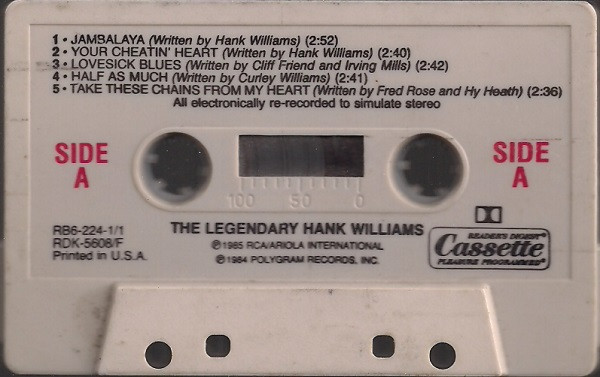 1 • JAMBALAYA (Written by Hank Williams) (2:52)
2 • YOUR CHEATIN' HEART (Written by Hank Williams) (2:40)
3 • LOVESICK BLUES (Written by Cliff Friend and Irving Mills) (2:42)
4 • HALF AS MUCH (Written by Curley Williams) (2:41)
5 • TAKE THESE CHAINS FROM MY HEART (Written by Fred Rose and Hy Heath) (2:36)
All electronically re-recorded to simulate stereo
SIDE A
SIDE A
100 50 0
RB6-224-1/1
RDK-5608/F
Printed in U.S.A.
THE LEGENDARY HANK WILLIAMS
℗1985 RCA/ARIOLA INTERNATIONAL
℗1984 POLYGRAM RECORDS, INC.
READER'S DIGEST®
Cassette
PLEASURE PROGRAMMED®